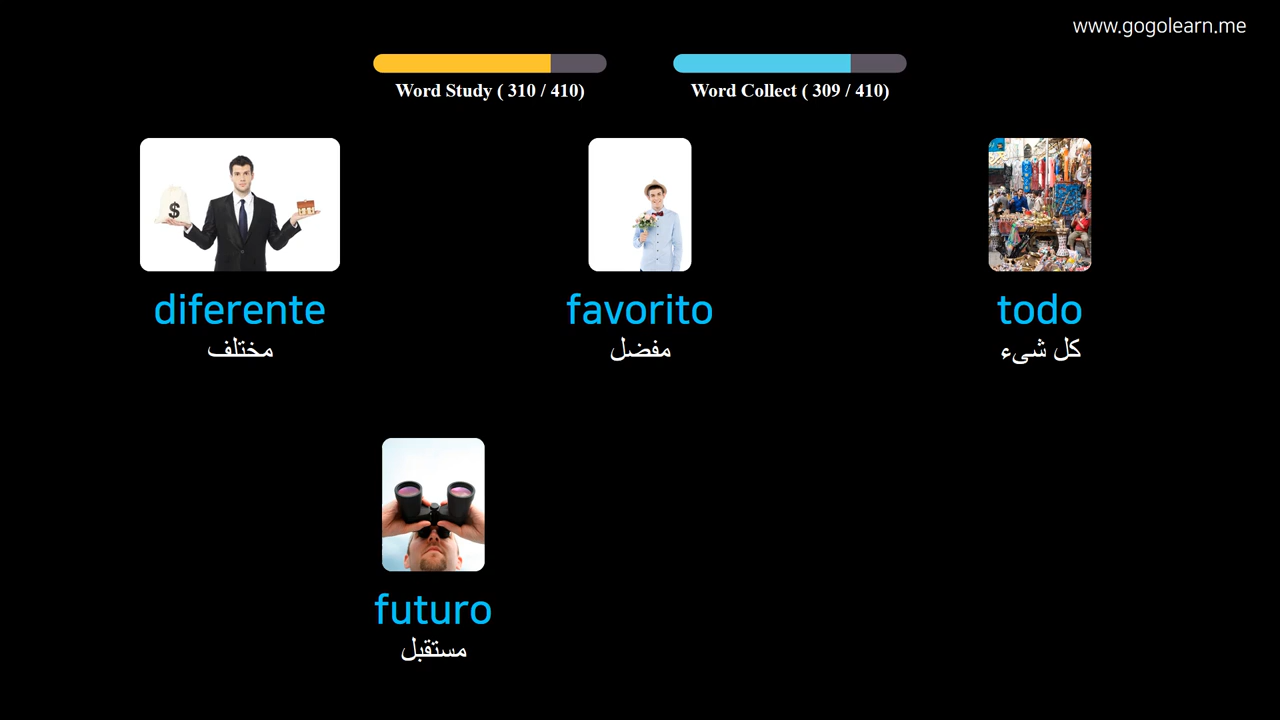 www.gogolearn.me
Word Study ( 310 / 410)
Word Collect ( 309 / 410)
$
diferente
مختلف
favorito
مفضل
todo
كل شىء
futuro
مستقبل